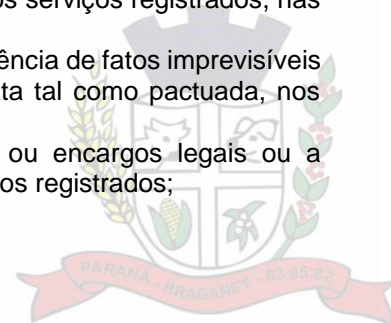 os serviços registrados, nas
ência de fatos imprevisíveis
ata tal como pactuada, nos
ou encargos legais ou a
os registrados;
PARANÁ - BRAGANEY - 03.05.82